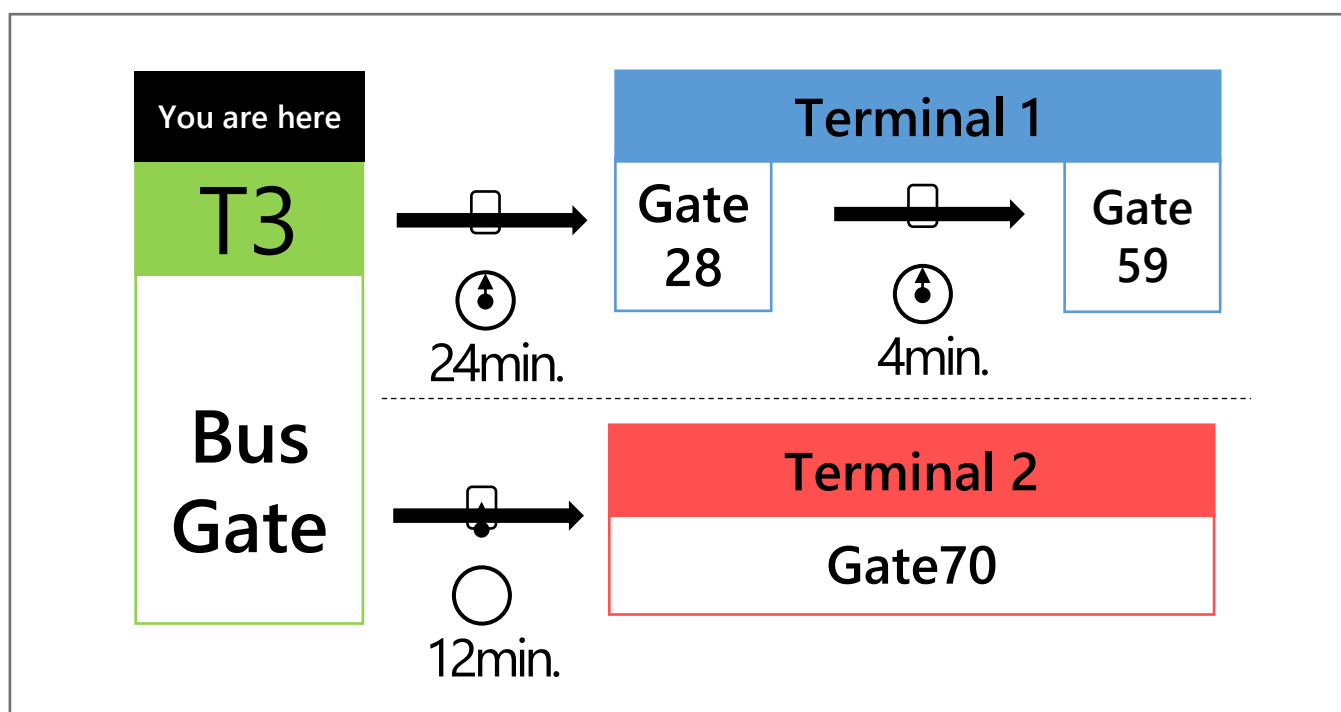 You are here
T3
Bus
Gate
Terminal 1
Gate
28
Gate
59
24min.
4min.
Terminal 2
Gate70
12min.